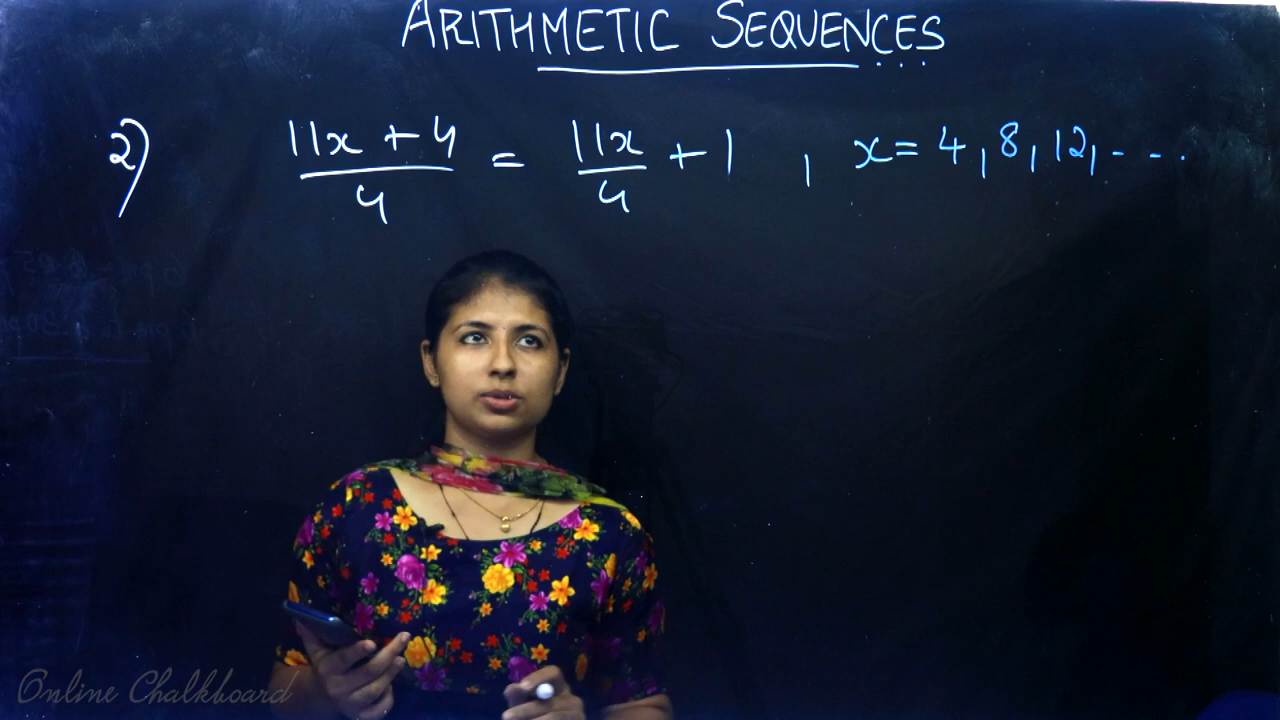 ARITHMETIC SEQUENCES
2) (11x + 4)/4 = 11x/4 + 1 , x = 4, 8, 12, - - .
Online Chalkboard